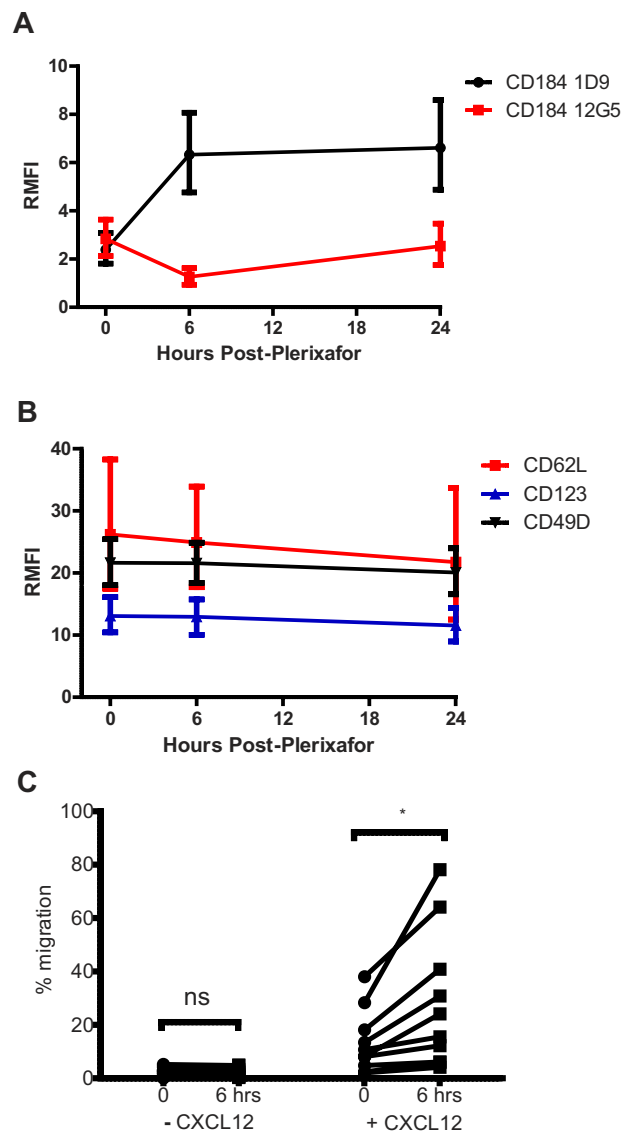 A
10
8
6
4
2
0
RMFI
0 6 12 18 24
Hours Post-Plerixafor
CD184 1D9
CD184 12G5
B
40
30
20
10
0
RMFI
0 6 12 18 24
Hours Post-Plerixafor
CD62L
CD123
CD49D
C
100
80
60
40
20
0
% migration
ns
*
0 6 hrs 0 6 hrs
- CXCL12 + CXCL12